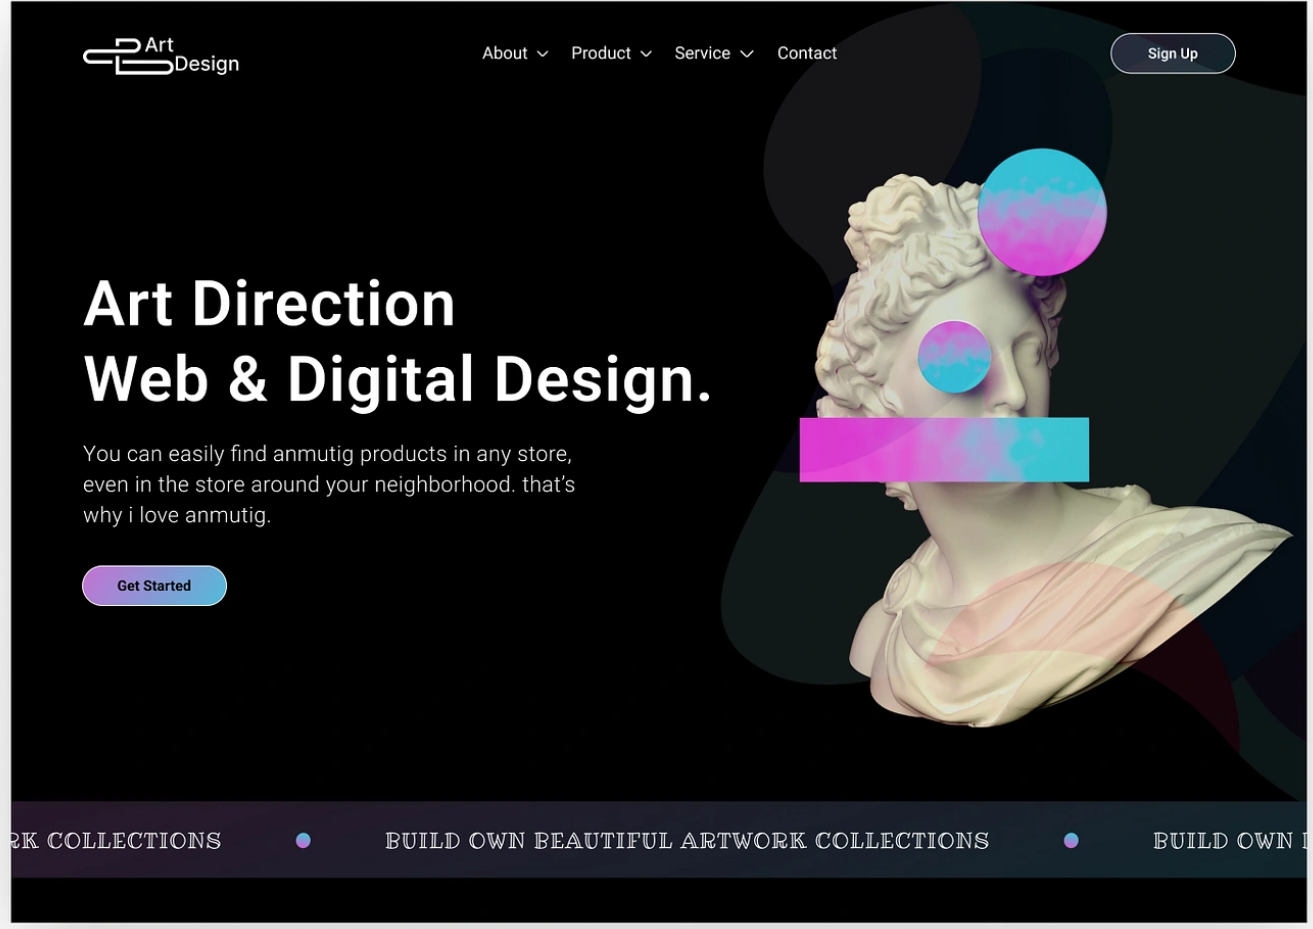 Art
Design
About
Product
Service
Contact
Sign Up
Art Direction
Web & Digital Design.
You can easily find anmutig products in any store,
even in the store around your neighborhood. that’s
why i love anmutig.
Get Started
RK COLLECTIONS
BUILD OWN BEAUTIFUL ARTWORK COLLECTIONS
BUILD OWN